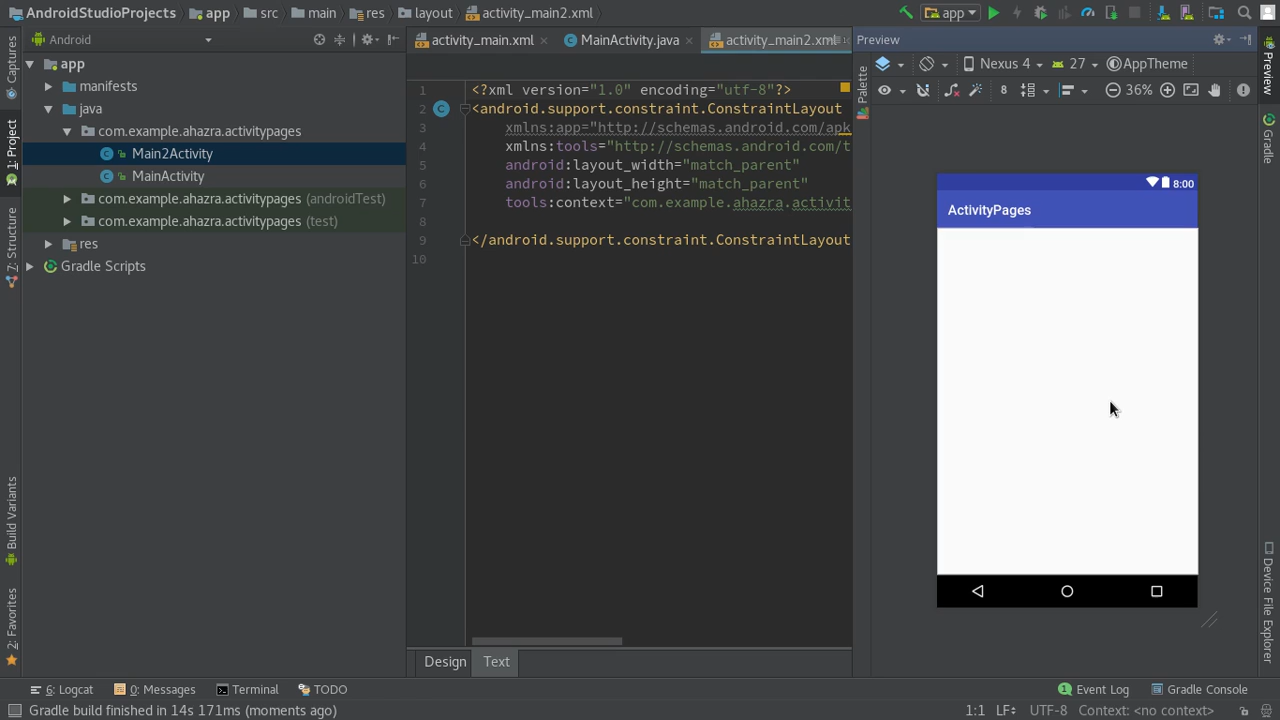 AndroidStudioProjects app src main res layout activity_main2.xml app
Android
activity_main.xml MainActivity.java activity_main2.xml
Preview
Nexus 4 27 AppTheme
8 36%
Captures
1: Project
7: Structure
Build Variants
2: Favorites
app
manifests
java
com.example.ahazra.activitypages
Main2Activity
MainActivity
com.example.ahazra.activitypages (androidTest)
com.example.ahazra.activitypages (test)
res
Gradle Scripts
1 <?xml version="1.0" encoding="utf-8"?>
2 <android.support.constraint.ConstraintLayout
3 xmlns:app="http://schemas.android.com/apk
4 xmlns:tools="http://schemas.android.com/t
5 android:layout_width="match_parent"
6 android:layout_height="match_parent"
7 tools:context="com.example.ahazra.activit
8
9 </android.support.constraint.ConstraintLayout
10
Design Text
Palette
8:00
ActivityPages
Preview
Gradle
Device File Explorer
6: Logcat 0: Messages Terminal TODO Event Log Gradle Console
Gradle build finished in 14s 171ms (moments ago) 1:1 LF UTF-8 Context: <no context>